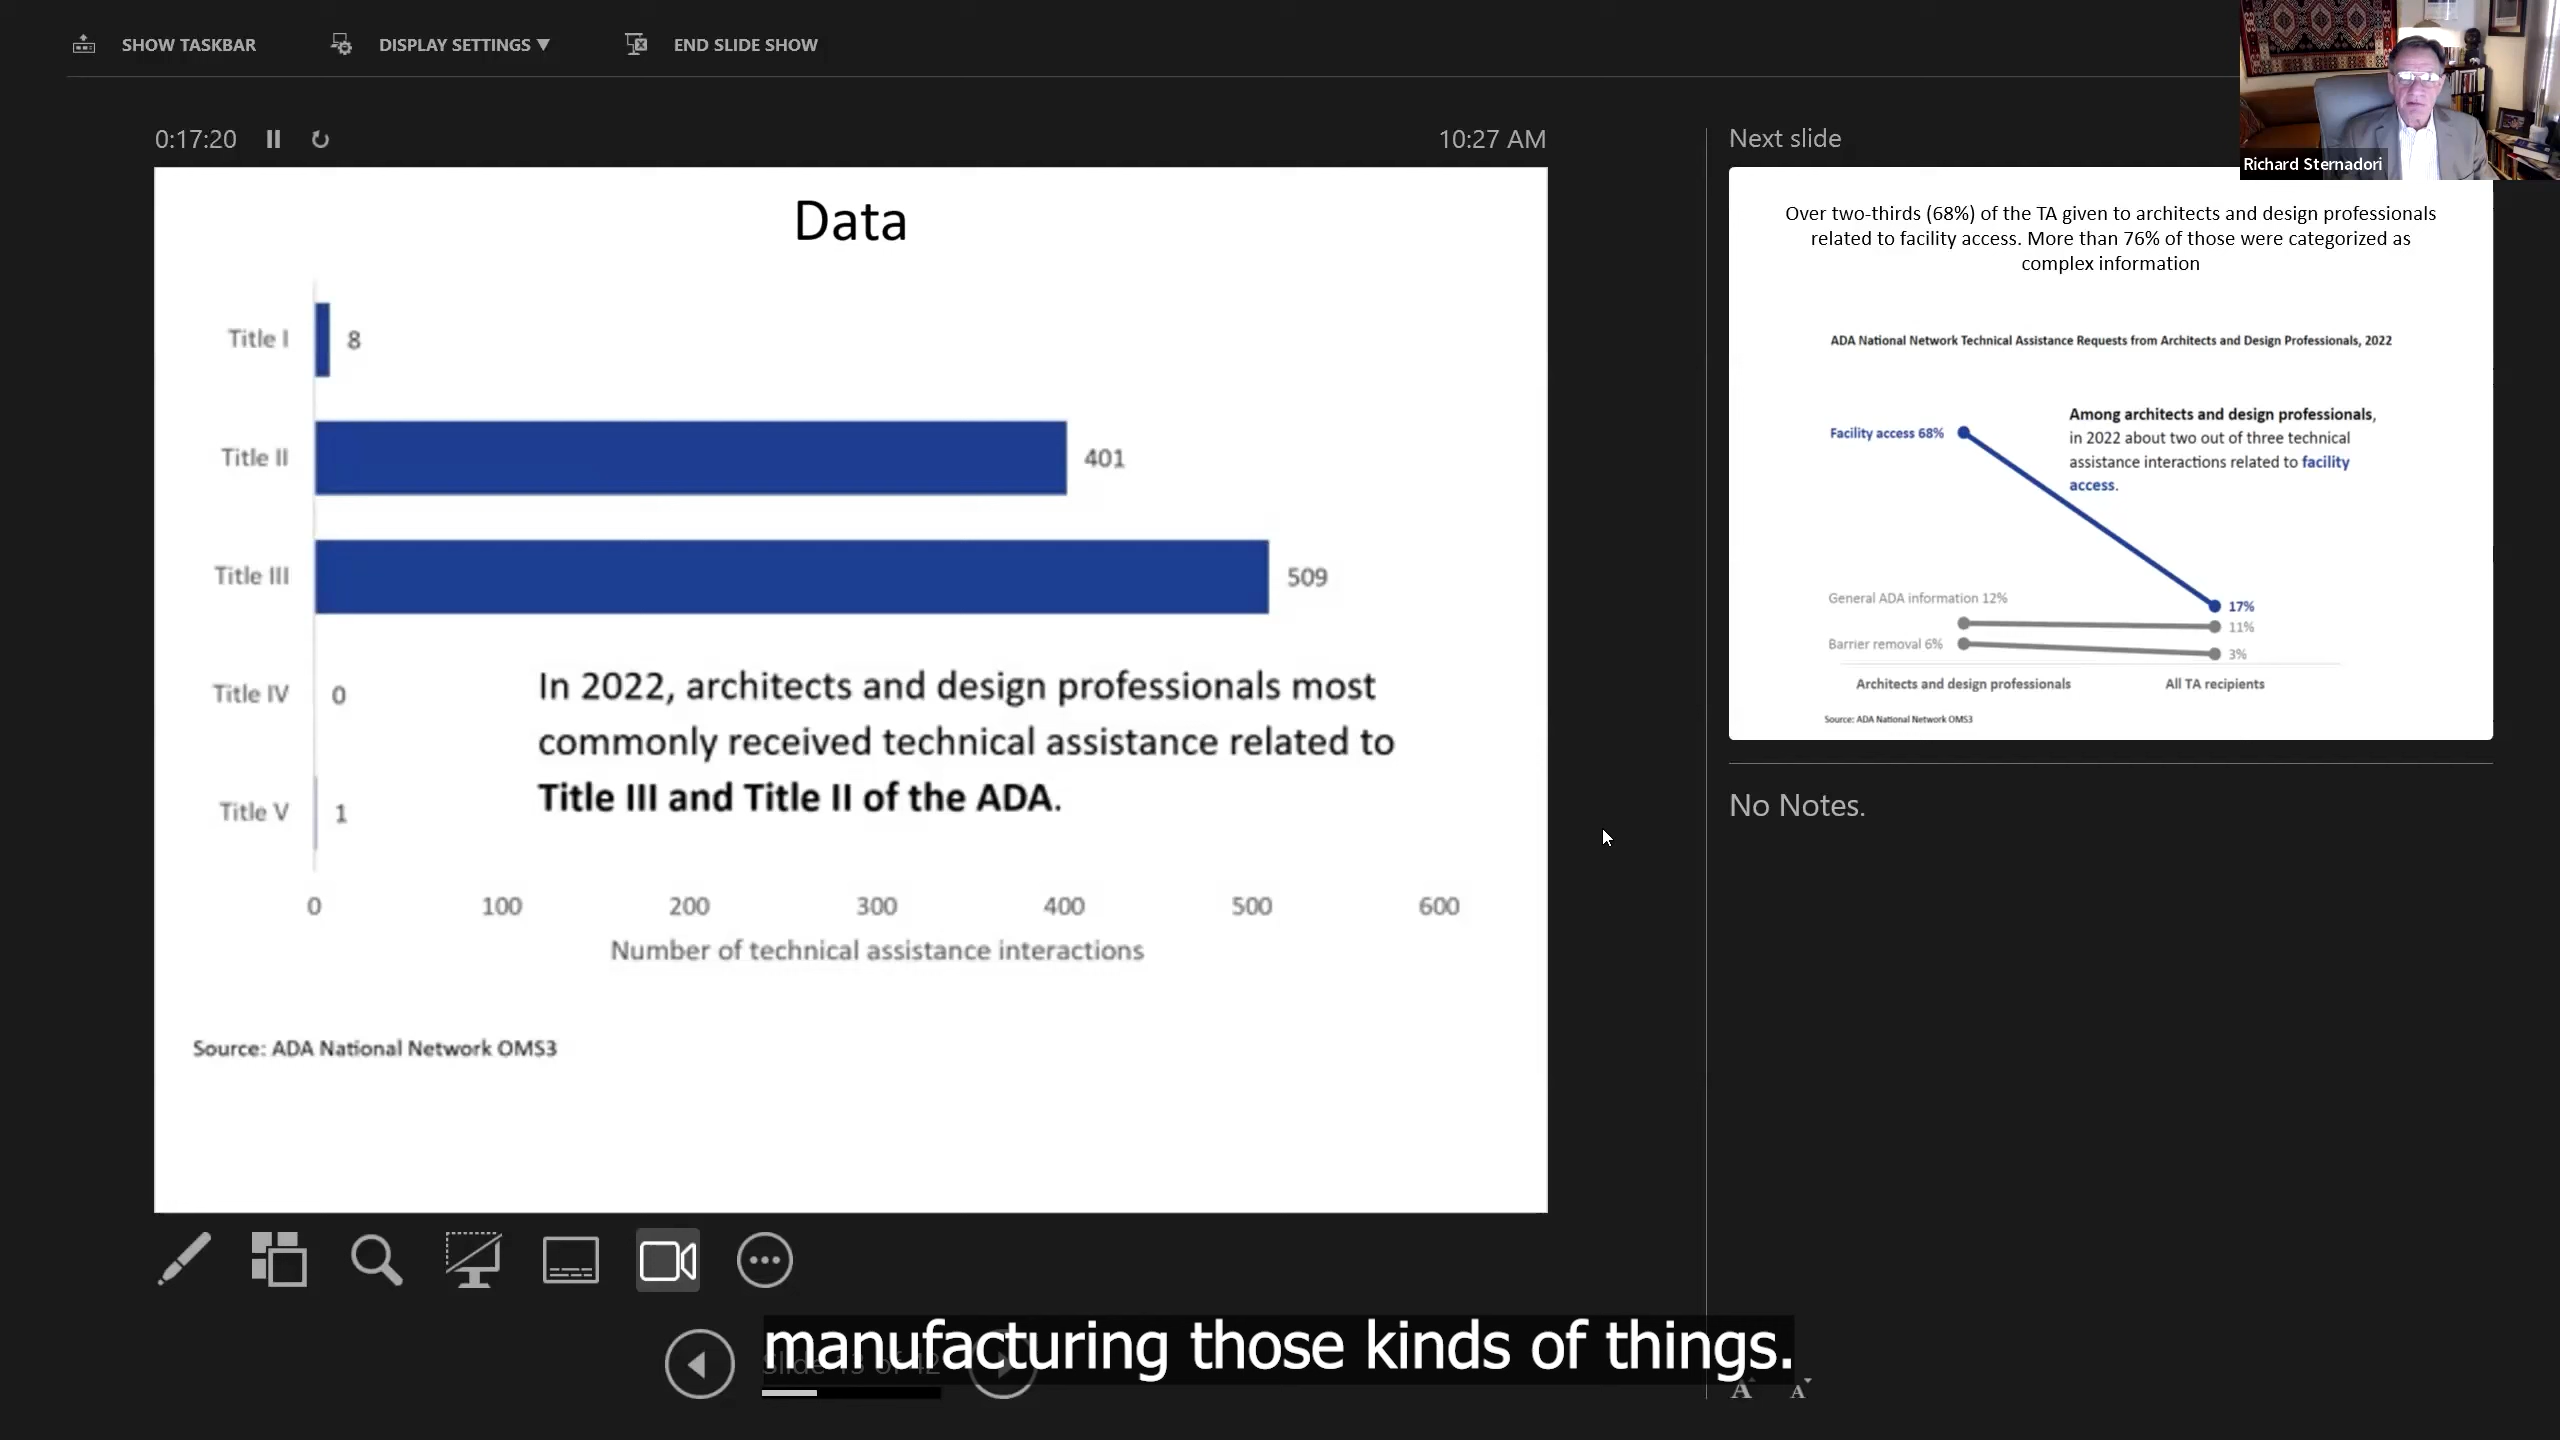 SHOW TASKBAR
DISPLAY SETTINGS ▼
END SLIDE SHOW
0:17:20
10:27 AM
Data
Title I
8
Title II
401
Title III
509
Title IV
0
Title V
1
In 2022, architects and design professionals most
commonly received technical assistance related to
Title III and Title II of the ADA.
0 100 200 300 400 500 600
Number of technical assistance interactions
Source: ADA National Network OMS3
Next slide
Richard Sternadori
Over two-thirds (68%) of the TA given to architects and design professionals
related to facility access. More than 76% of those were categorized as
complex information
ADA National Network Technical Assistance Requests from Architects and Design Professionals, 2022
Among architects and design professionals,
in 2022 about two out of three technical
assistance interactions related to facility
access.
Facility access 68%
17%
General ADA information 12%
11%
Barrier removal 6%
3%
Architects and design professionals
All TA recipients
Source: ADA National Network OMS3
No Notes.
Slide 13 of 42
manufacturing those kinds of things.
A A